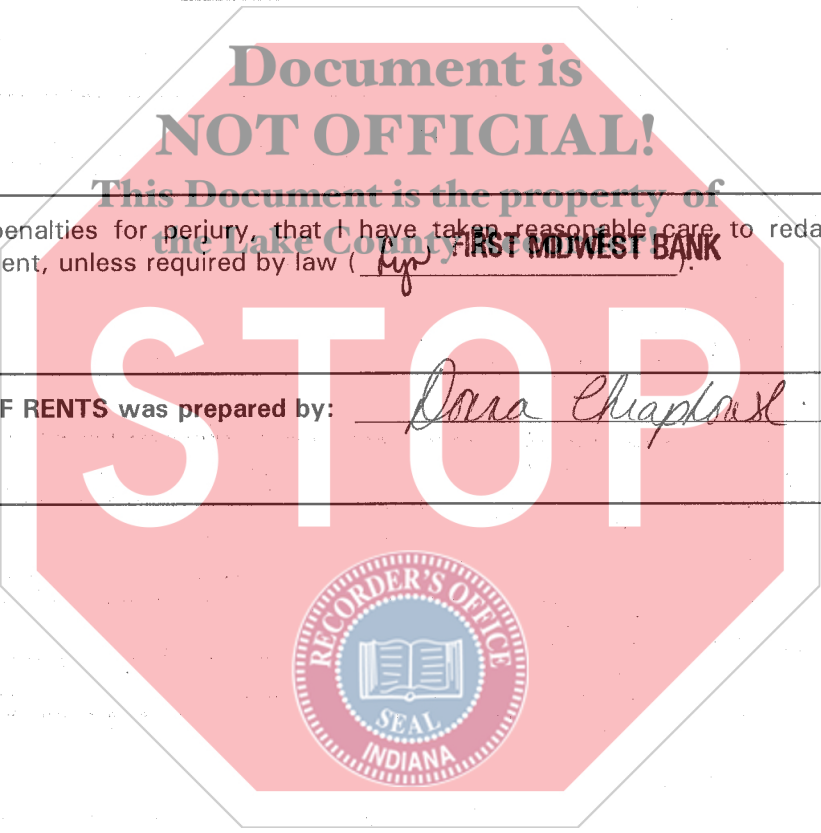 Document is
NOT OFFICIAL!
This Document is the property of
the Lake County Recorder!
penalties for perjury, that I have taken reasonable care to reda
ent, unless required by law ( FIRST MIDWEST BANK ).
STOP
F RENTS was prepared by: Donna
RECORDER'S OFFICE
SEAL
INDIANA